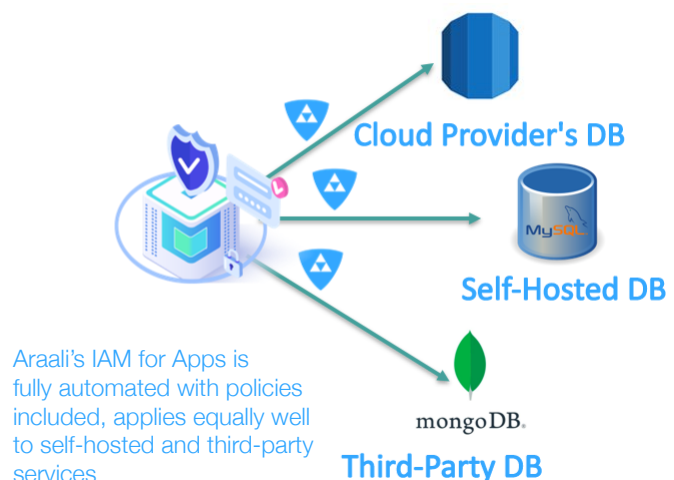 Cloud Provider's DB
MySQL
Self-Hosted DB
mongoDB.
Third-Party DB
Araali's IAM for Apps is
fully automated with policies
included, applies equally well
to self-hosted and third-party
services